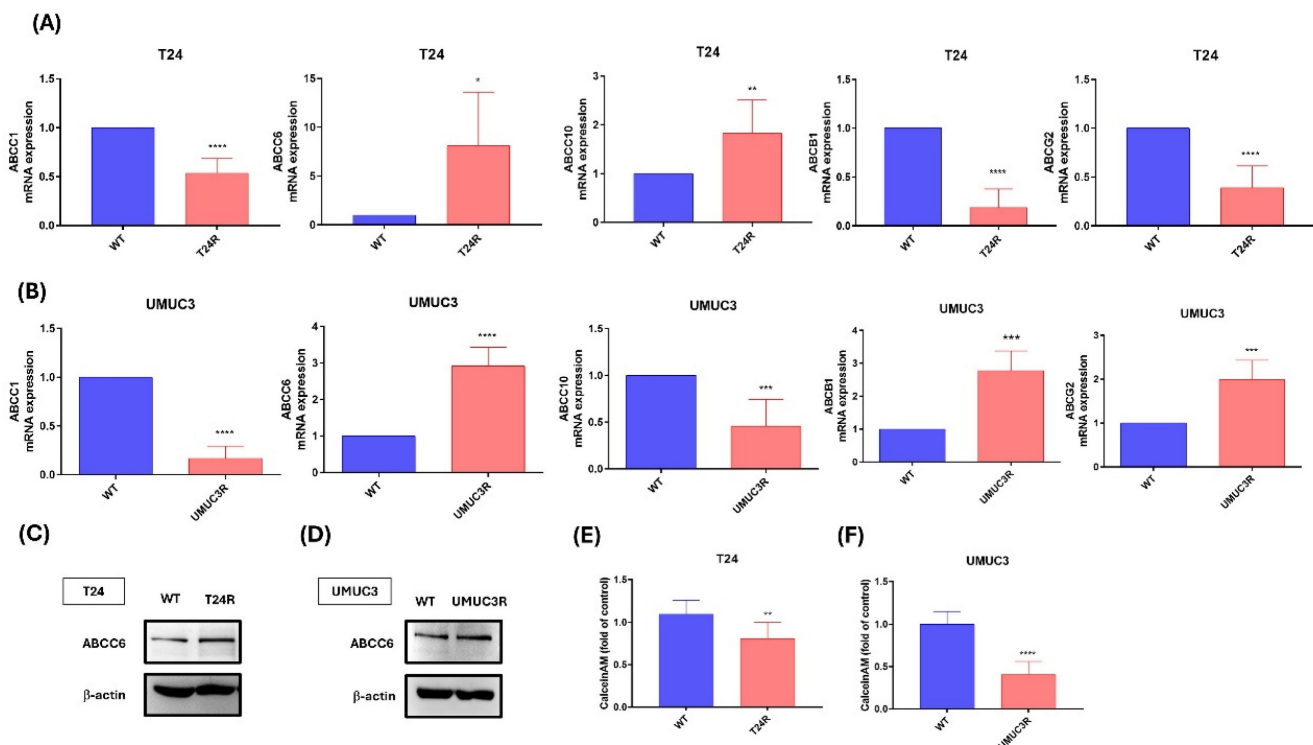 (A)
T24
ABCC1
mRNA expression
1.5
1.0
0.5
0.0
WT
T24R
****
T24
ABCC6
mRNA expression
15
10
5
0
WT
T24R
*
T24
ABCC10
mRNA expression
3
2
1
0
WT
T24R
**
T24
ABCB1
mRNA expression
1.5
1.0
0.5
0.0
WT
T24R
****
T24
ABCG2
mRNA expression
1.5
1.0
0.5
0.0
WT
T24R
****
(B)
UMUC3
ABCC1
mRNA expression
1.5
1.0
0.5
0.0
WT
UMUC3R
****
UMUC3
ABCC6
mRNA expression
4
3
2
1
0
WT
UMUC3R
****
UMUC3
ABCC10
mRNA expression
1.5
1.0
0.5
0.0
WT
UMUC3R
***
UMUC3
ABCB1
mRNA expression
4
3
2
1
0
WT
UMUC3R
***
UMUC3
ABCG2
mRNA expression
3
2
1
0
WT
UMUC3R
***
(C)
T24
WT T24R
ABCC6
β-actin
(D)
UMUC3
WT UMUC3R
ABCC6
β-actin
(E)
T24
CalceinAM (fold of control)
1.5
1.0
0.5
0.0
WT
T24R
**
(F)
UMUC3
CalceinAM (fold of control)
1.5
1.0
0.5
0.0
WT
UMUC3R
****